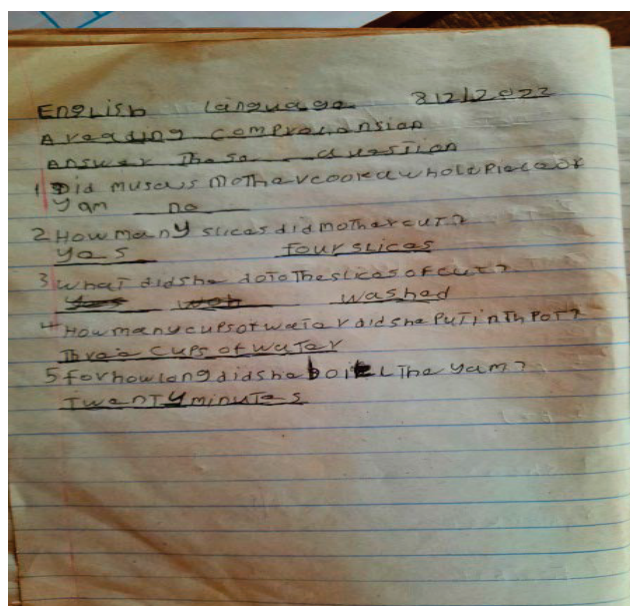 English language 8/2/2022
A reading comprehension
Answer these question
1 Did musa's mother cooked a whole piece of
yam no
2 How many slices did mother cut?
yes four slices
3 what did she do to the slices of cut?
washed
4 How many cups of water did she put in th pot?
Three cups of water
5 for how long did she boil the yam?
Twenty minutes